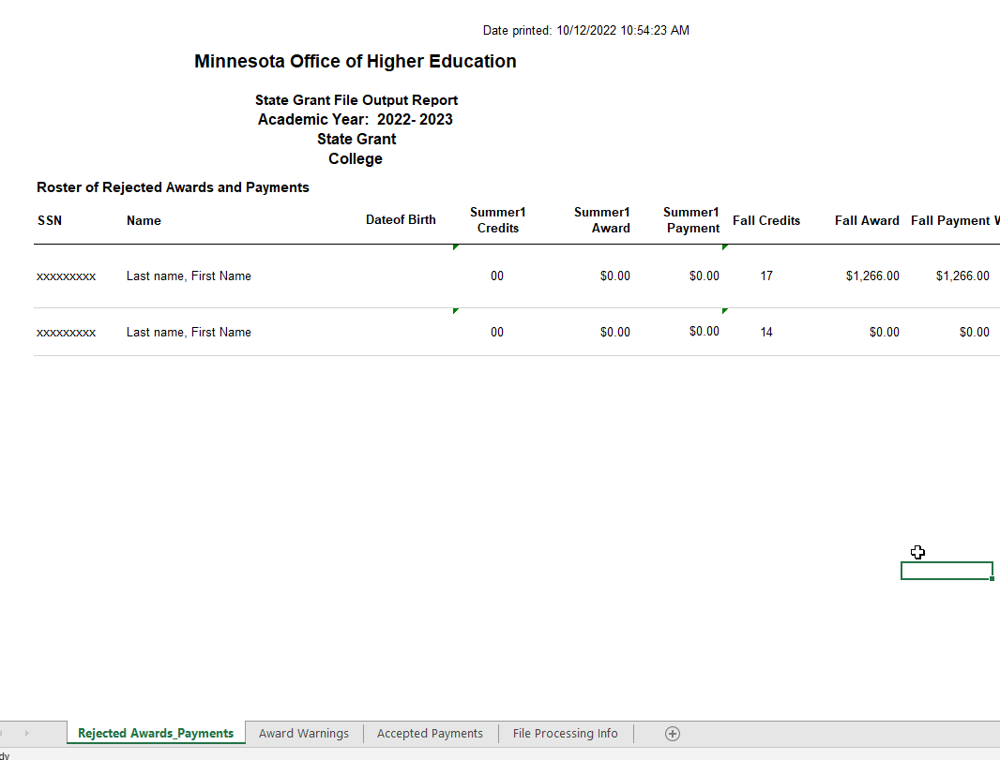 Date printed: 10/12/2022 10:54:23 AM
Minnesota Office of Higher Education
State Grant File Output Report
Academic Year: 2022- 2023
State Grant
College
Roster of Rejected Awards and Payments
SSN Name Dateof Birth Summer1 Credits Summer1 Award Summer1 Payment Fall Credits Fall Award Fall Payment W
xxxxxxxxx Last name, First Name 00 $0.00 $0.00 17 $1,266.00 $1,266.00
xxxxxxxxx Last name, First Name 00 $0.00 $0.00 14 $0.00 $0.00
Rejected Awards_Payments Award Warnings Accepted Payments File Processing Info
dy